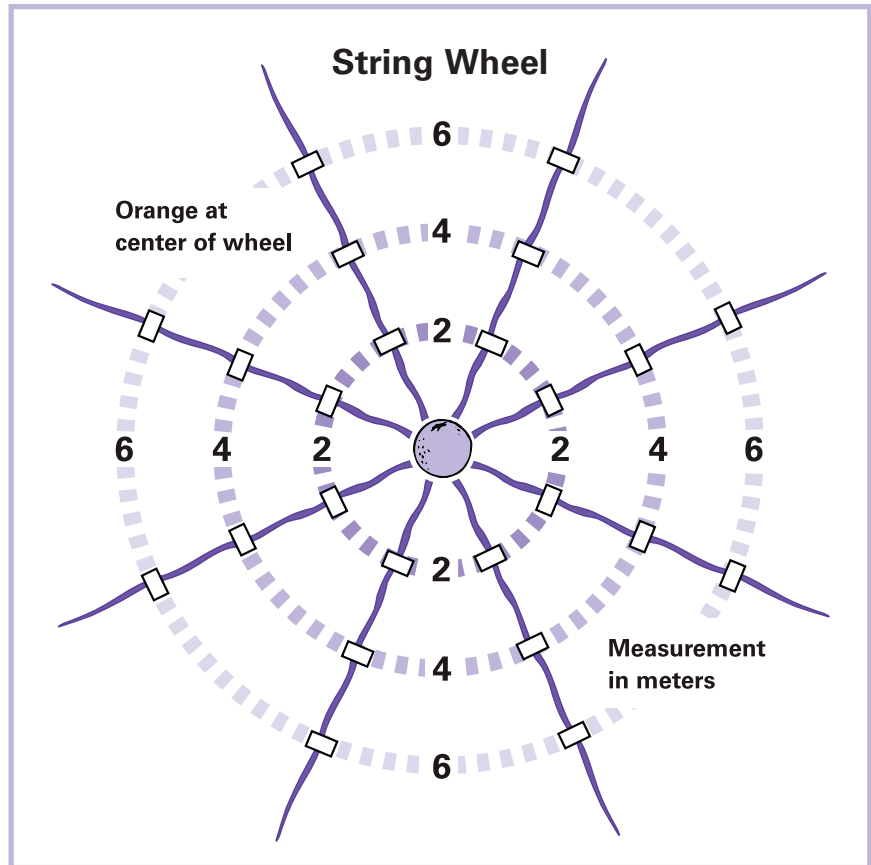 String Wheel
6
Orange at
center of wheel
4
2
6 4 2 2 4 6
2
4
Measurement
in meters
6